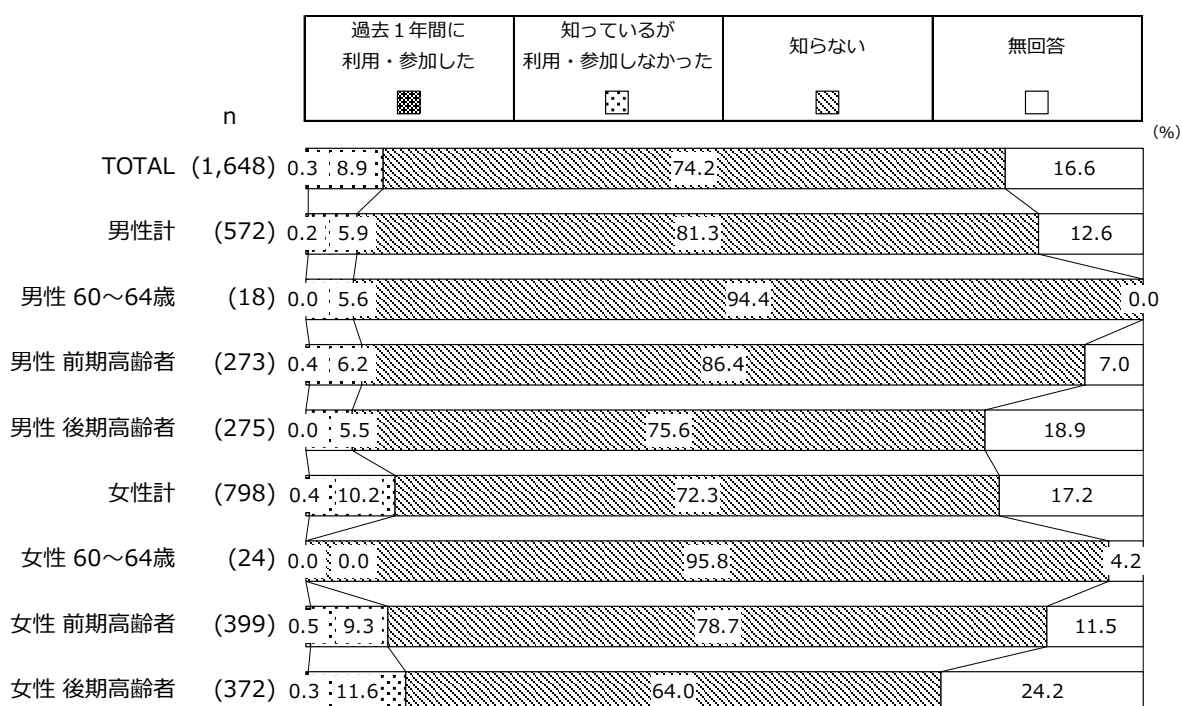 過去１年間に
利用・参加した
知っているが
利用・参加しなかった
知らない
無回答
n
(%)
TOTAL (1,648) 0.3 8.9 74.2 16.6
男性計 (572) 0.2 5.9 81.3 12.6
男性 60～64歳 (18) 0.0 5.6 94.4 0.0
男性 前期高齢者 (273) 0.4 6.2 86.4 7.0
男性 後期高齢者 (275) 0.0 5.5 75.6 18.9
女性計 (798) 0.4 10.2 72.3 17.2
女性 60～64歳 (24) 0.0 0.0 95.8 4.2
女性 前期高齢者 (399) 0.5 9.3 78.7 11.5
女性 後期高齢者 (372) 0.3 11.6 64.0 24.2